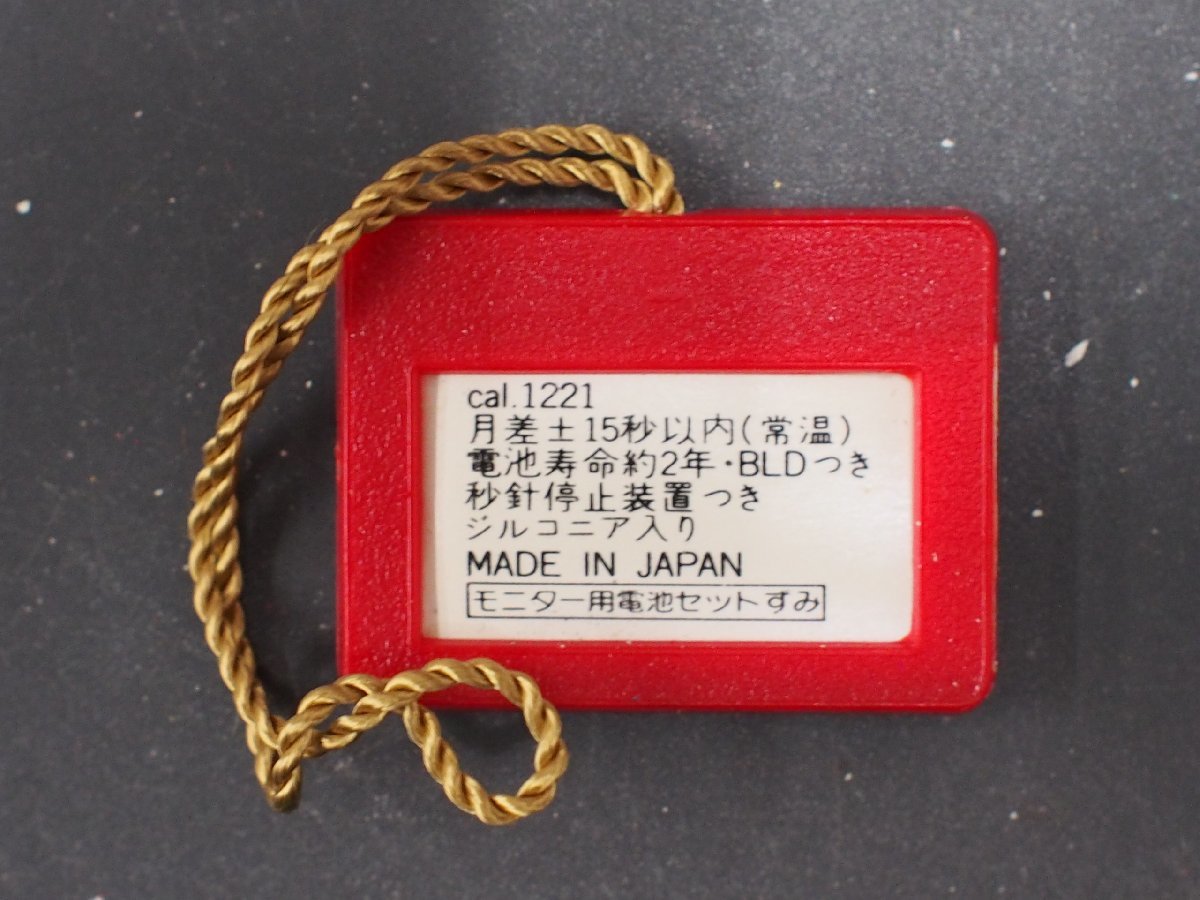 cal.1221
月差±15秒以内(常温)
電池寿命約2年・BLDつき
秒針停止装置つき
ジルコニア入り
MADE IN JAPAN
モニター用電池セットずみ